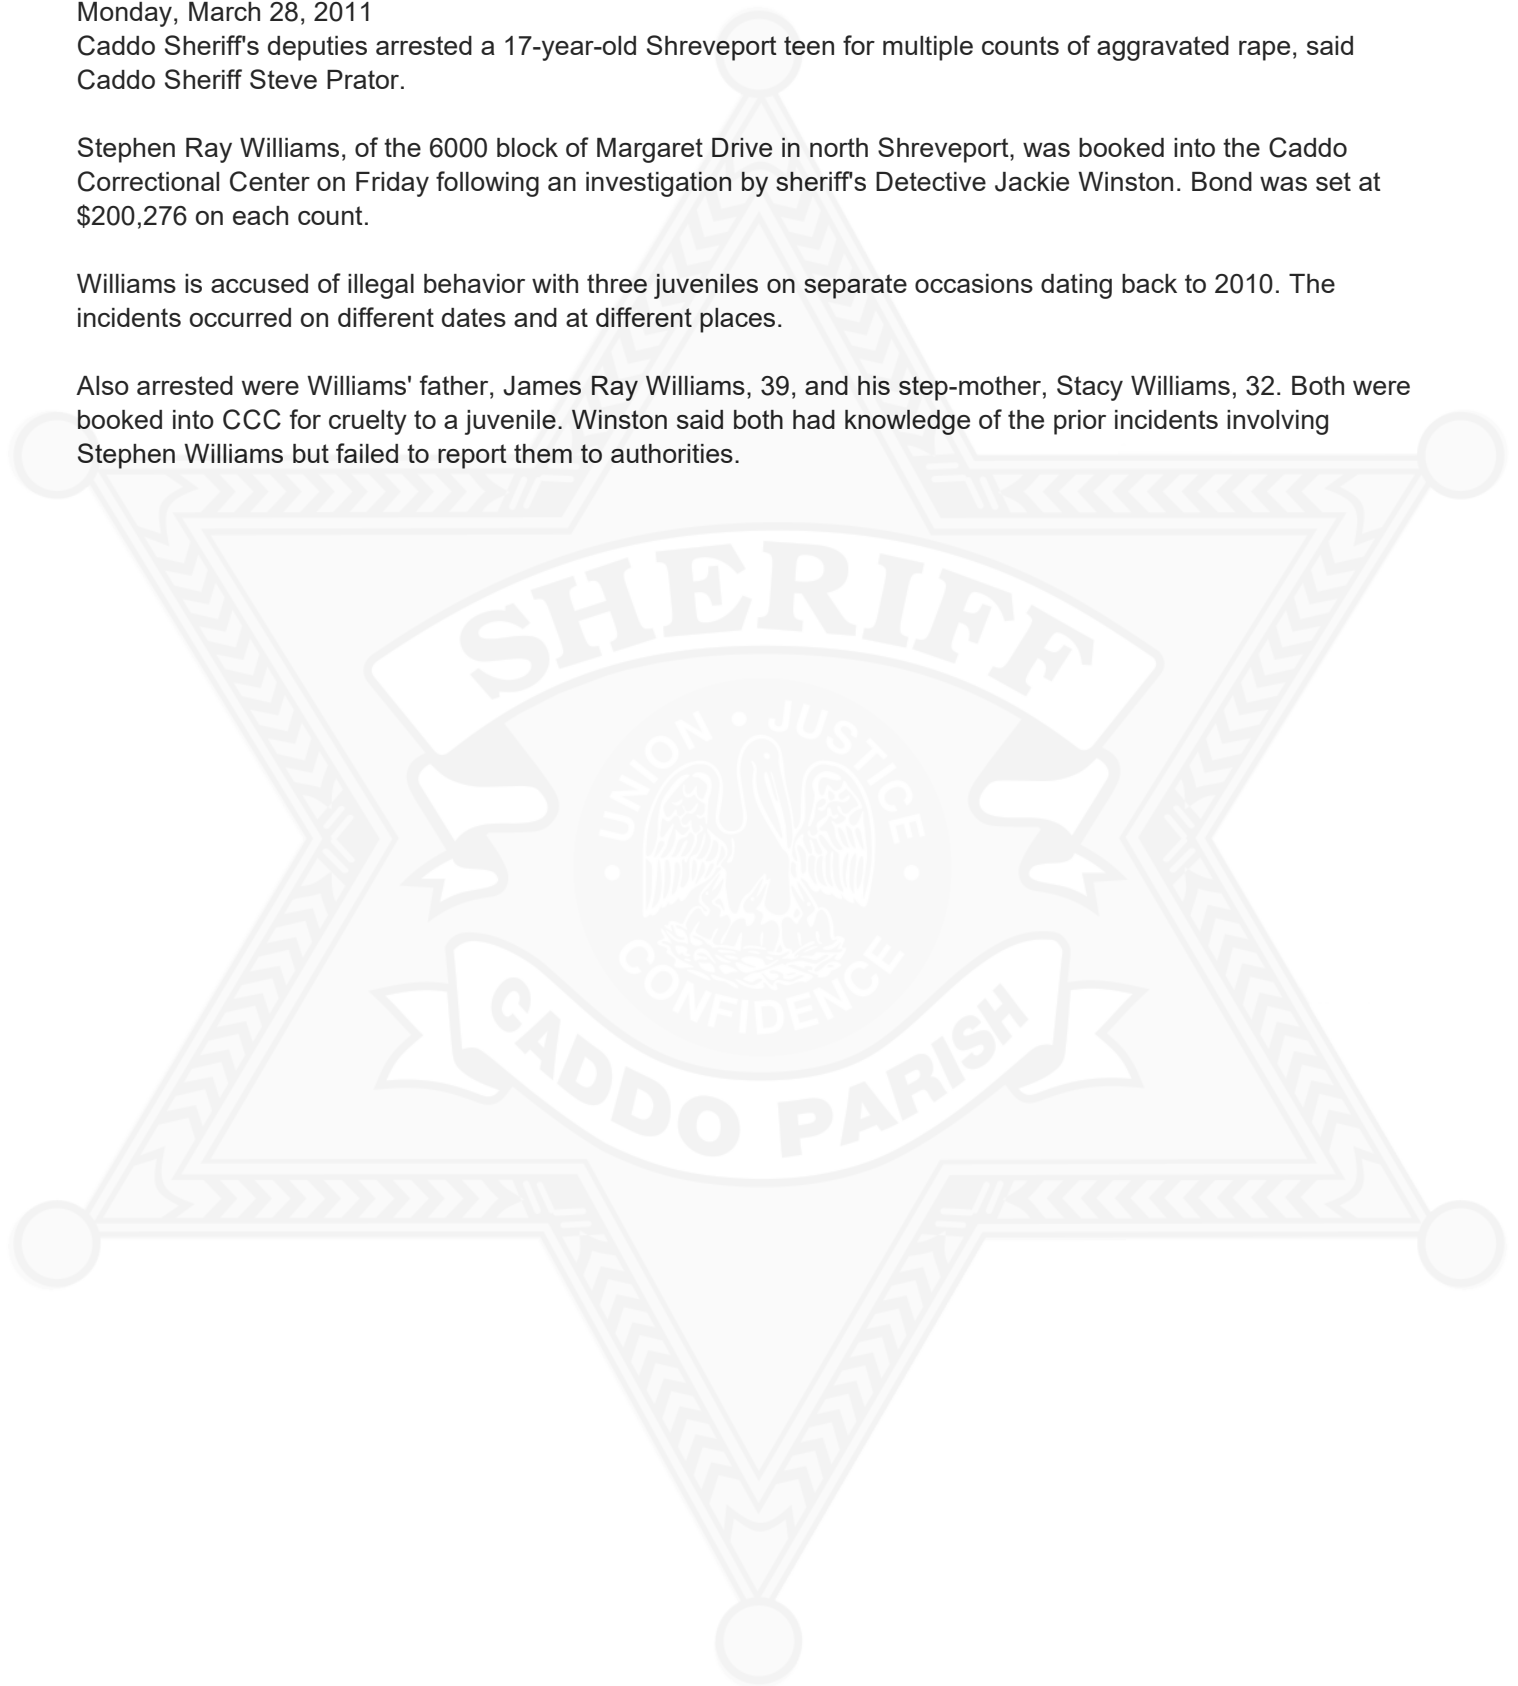 Monday, March 28, 2011
Caddo Sheriff's deputies arrested a 17-year-old Shreveport teen for multiple counts of aggravated rape, said
Caddo Sheriff Steve Prator.
Stephen Ray Williams, of the 6000 block of Margaret Drive in north Shreveport, was booked into the Caddo
Correctional Center on Friday following an investigation by sheriff's Detective Jackie Winston. Bond was set at
$200,276 on each count.
Williams is accused of illegal behavior with three juveniles on separate occasions dating back to 2010. The
incidents occurred on different dates and at different places.
Also arrested were Williams' father, James Ray Williams, 39, and his step-mother, Stacy Williams, 32. Both were
booked into CCC for cruelty to a juvenile. Winston said both had knowledge of the prior incidents involving
Stephen Williams but failed to report them to authorities.
SHERIFF
UNION • JUSTICE
• CONFIDENCE •
CADDO PARISH